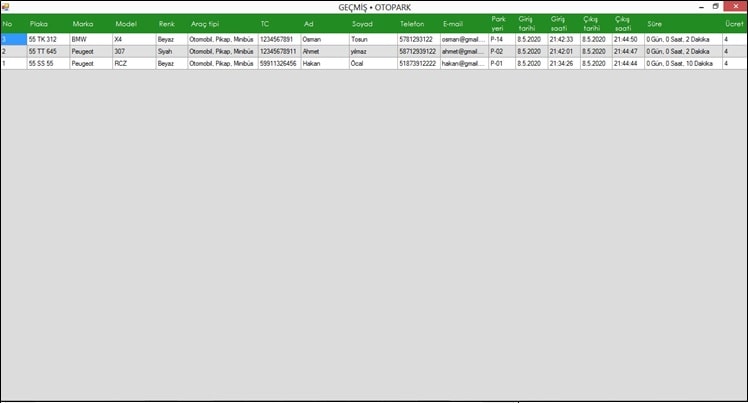 GEÇMİŞ • OTOPARK
No Plaka Marka Model Renk Araç tipi TC Ad Soyad Telefon E-mail Park yeri Giriş tarihi Giriş saati Çıkış tarihi Çıkış saati Süre Ücret
3 55 TK 312 BMW X4 Beyaz Otomobil, Pikap, Minibüs 1234567891 Osman Tosun 5781293122 osman@gmail.... P-14 8.5.2020 21:42:33 8.5.2020 21:44:50 0 Gün, 0 Saat, 2 Dakika 4
2 55 TT 645 Peugeot 307 Siyah Otomobil, Pikap, Minibüs 12345678911 Ahmet yılmaz 58712939122 ahmet@gmail.... P-02 8.5.2020 21:42:01 8.5.2020 21:44:47 0 Gün, 0 Saat, 2 Dakika 4
1 55 SS 55 Peugeot RCZ Beyaz Otomobil, Pikap, Minibüs 59911326456 Hakan Öcal 51873912222 hakan@gmail.... P-01 8.5.2020 21:34:26 8.5.2020 21:44:44 0 Gün, 0 Saat, 10 Dakika 4